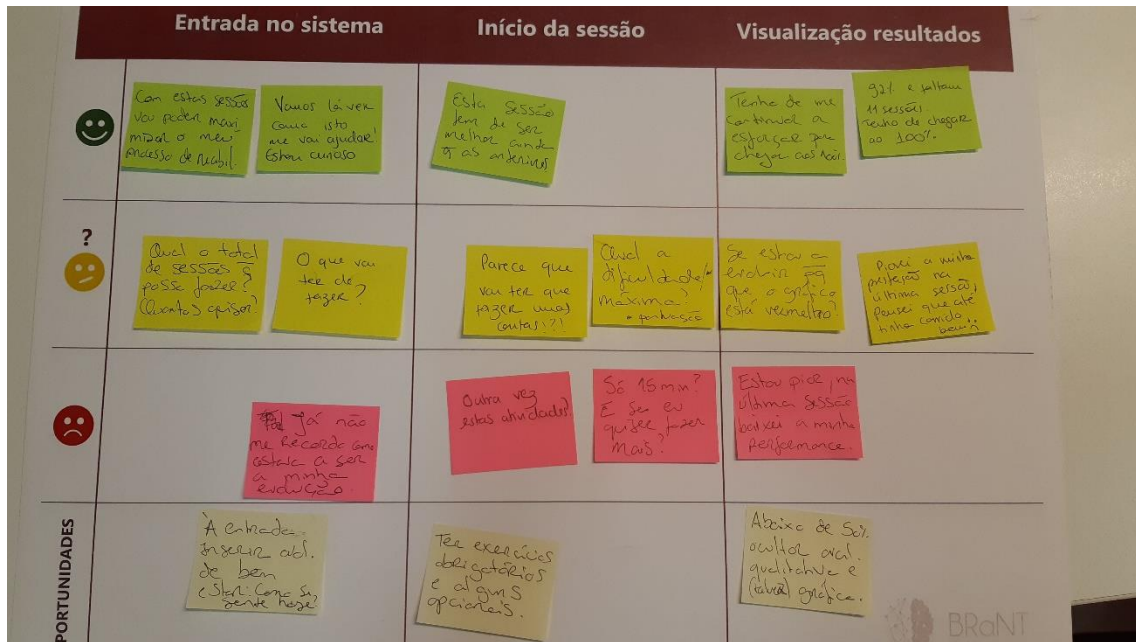 Entrada no sistema
Início da sessão
Visualização resultados
Com estas sessões
vou poder maxi
mizar o meu
processo de reabil.
Vamos lá ver
como isto
me vai ajudar!
Estou curioso
Esta sessão
tem de ser
melhor ainda
q as anteriores
Tenho de me
continuar a
esforçar para
chegar aos 100%.
92% e faltam
11 sessões.
Tenho de chegar
ao 100%.
?
Qual o total
de sessões q̃
posso fazer?
(Quantas quiser?
O que vou
ter de
fazer?
Parece que
vou ter que
fazer umas
contas!?!
Qual a
dificuldade/
máxima?
e pontuação
Se estou a
evoluir pq
que o gráfico
está vermelho?
Piorei a minha
prestação na
última sessão,
Pensei que até
tinha corrido
bem
Já não
me recordo como
estava a ser
a minha
evolução.
Outra vez
estas atividades?
Só 15 mn?
E se eu
quiser fazer
mais?
Estou pior, na
última sessão
baixei a minha
performance.
PORTUNIDADES
À entrada
inserir aval.
de bem
estar: Como se
sente hoje
Ter exercícios
obrigatórios
e alguns
opcionais.
Abaixo de 50%
ocultar aval.
qualitativa e
gráfica.
BRaNT